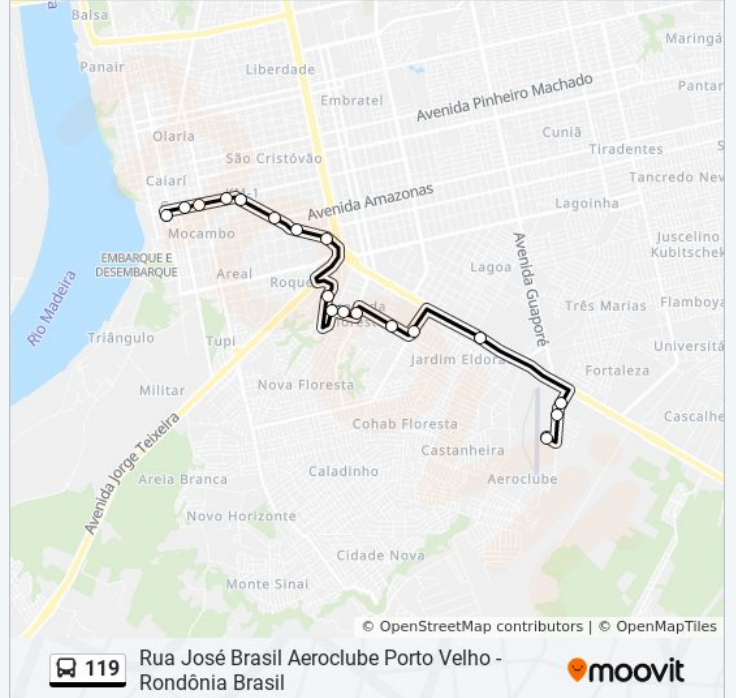 a
Balsa
Maringá
Panair
Liberdade
Pantar
Embratel
Avenida Pinheiro Machado
Olaria
Cuniã
Tiradentes
São Cristóvão
Caiarí
KM-1
Tancredo Nev
Avenida Amazonas
Lagoinha
Mocambo
Juscelino
Kubitschek
EMBARQUE E
DESEMBARQUE
Areal
Roque
Lagoa
Avenida Guaporé
Rio Madeira
Três Marias
Flamboya
Triângulo
Tupi
Universitá
Jardim Eldora
Fortaleza
Nova Floresta
Militar
Cascalhe
Cohab Floresta
Castanheira
Caladinho
Areia Branca
Aeroclube
Avenida Jorge Teixeira
Novo Horizonte
Cidade Nova
Monte Sinai
© OpenStreetMap contributors | © OpenMapTiles
119
Rua José Brasil Aeroclube Porto Velho -
Rondônia Brasil
moovit